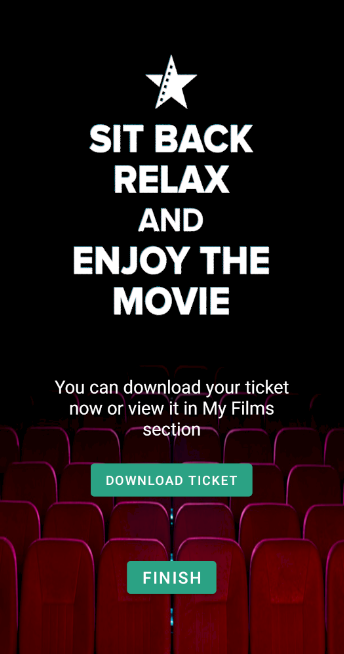 SIT BACK
RELAX
AND
ENJOY THE
MOVIE
You can download your ticket
now or view it in My Films
section
DOWNLOAD TICKET
FINISH